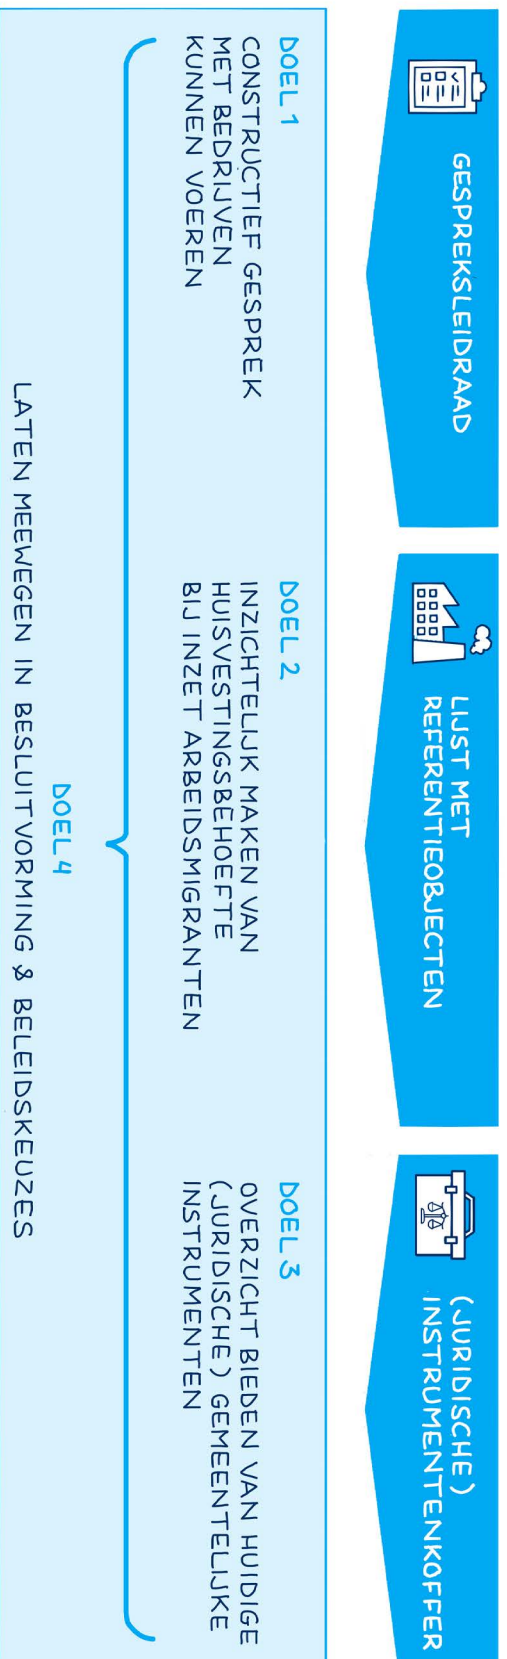 GESPREKSLEIDRAAD
LIJST MET
REFERENTIEOBJECTEN
(JURIDISCHE)
INSTRUMENTENKOFFER
DOEL 1
CONSTRUCTIEF GESPREK
MET BEDRIJVEN
KUNNEN VOEREN
DOEL 2
INZICHTELIJK MAKEN VAN
HUISVESTINGSBEHOEFTE
BIJ INZET ARBEIDSMIGRANTEN
DOEL 3
OVERZICHT BIEDEN VAN HUIDIGE
(JURIDISCHE) GEMEENTELIJKE
INSTRUMENTEN
DOEL 4
LATEN MEEWEGEN IN BESLUITVORMING & BELEIDSKEUZES